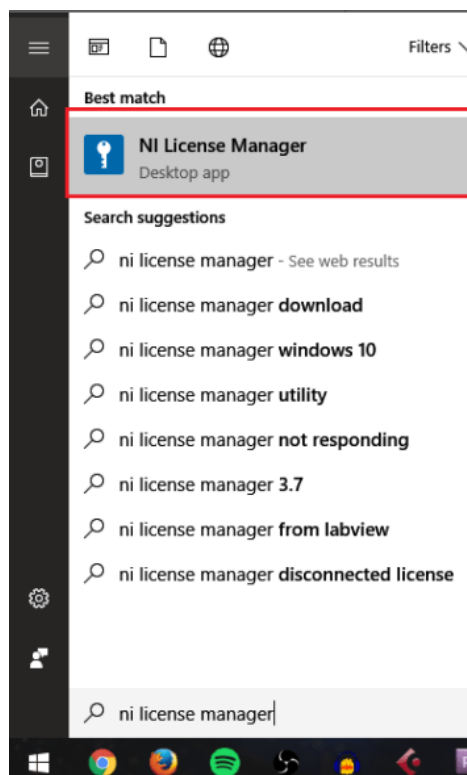 Filters
Best match
NI License Manager
Desktop app
Search suggestions
ni license manager - See web results
ni license manager download
ni license manager windows 10
ni license manager utility
ni license manager not responding
ni license manager 3.7
ni license manager from labview
ni license manager disconnected license
ni license manager